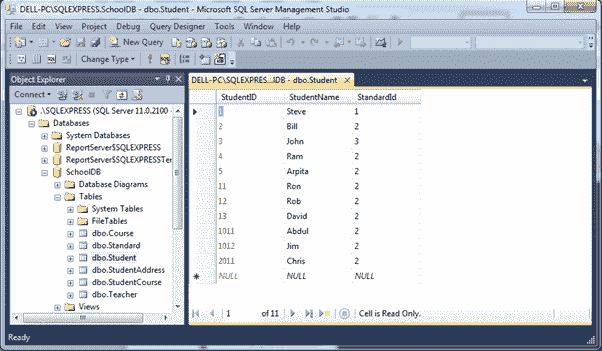 DELL-PC\SQLEXPRESS.SchoolDB - dbo.Student - Microsoft SQL Server Management Studio
File Edit View Project Debug Query Designer Tools Window Community Help
New Query
Change Type
Object Explorer
Connect
.\SQLEXPRESS (SQL Server 11.0.2100 -
Databases
System Databases
ReportServer$SQLEXPRESS
ReportServer$SQLEXPRESSTer
SchoolDB
Database Diagrams
Tables
System Tables
FileTables
dbo.Course
dbo.Standard
dbo.Student
dbo.StudentAddress
dbo.StudentCourse
dbo.Teacher
Views
DELL-PC\SQLEXPRES...lDB - dbo.Student
StudentID StudentName StandardId
1 Steve 1
2 Bill 2
3 John 3
4 Ram 2
5 Arpita 2
11 Ron 2
12 Rob 2
13 David 2
1011 Abdul 2
1012 Jim 2
2011 Chris 2
NULL NULL NULL
1 of 11 Cell is Read Only.
Ready